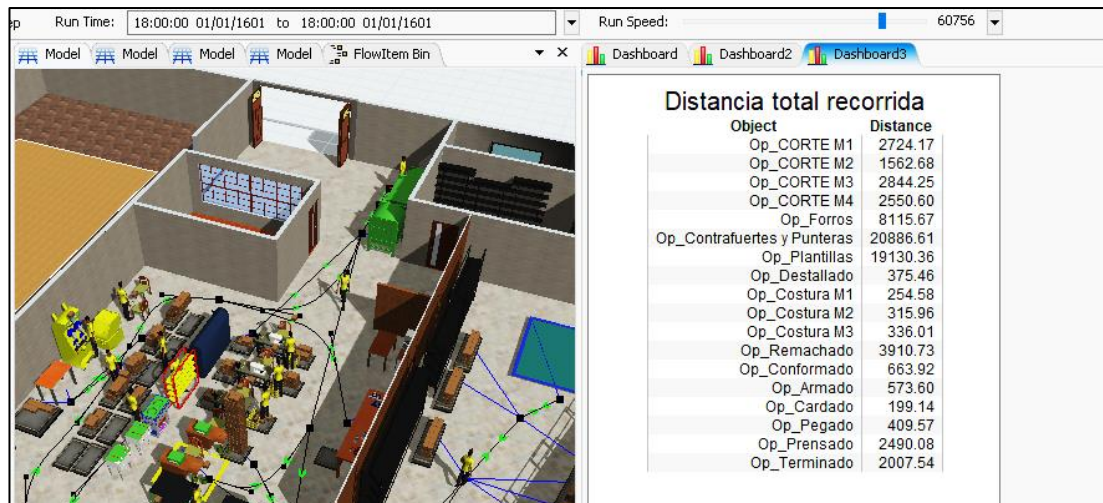 ep Run Time: 18:00:00 01/01/1601 to 18:00:00 01/01/1601 Run Speed: 60756
Model Model Model Model FlowItem Bin Dashboard Dashboard2 Dashboard3
Distancia total recorrida
Object Distance
Op_CORTE M1 2724.17
Op_CORTE M2 1562.68
Op_CORTE M3 2844.25
Op_CORTE M4 2550.60
Op_Forros 8115.67
Op_Contrafuertes y Punteras 20886.61
Op_Plantillas 19130.36
Op_Destallado 375.46
Op_Costura M1 254.58
Op_Costura M2 315.96
Op_Costura M3 336.01
Op_Remachado 3910.73
Op_Conformado 663.92
Op_Armado 573.60
Op_Cardado 199.14
Op_Pegado 409.57
Op_Prensado 2490.08
Op_Terminado 2007.54